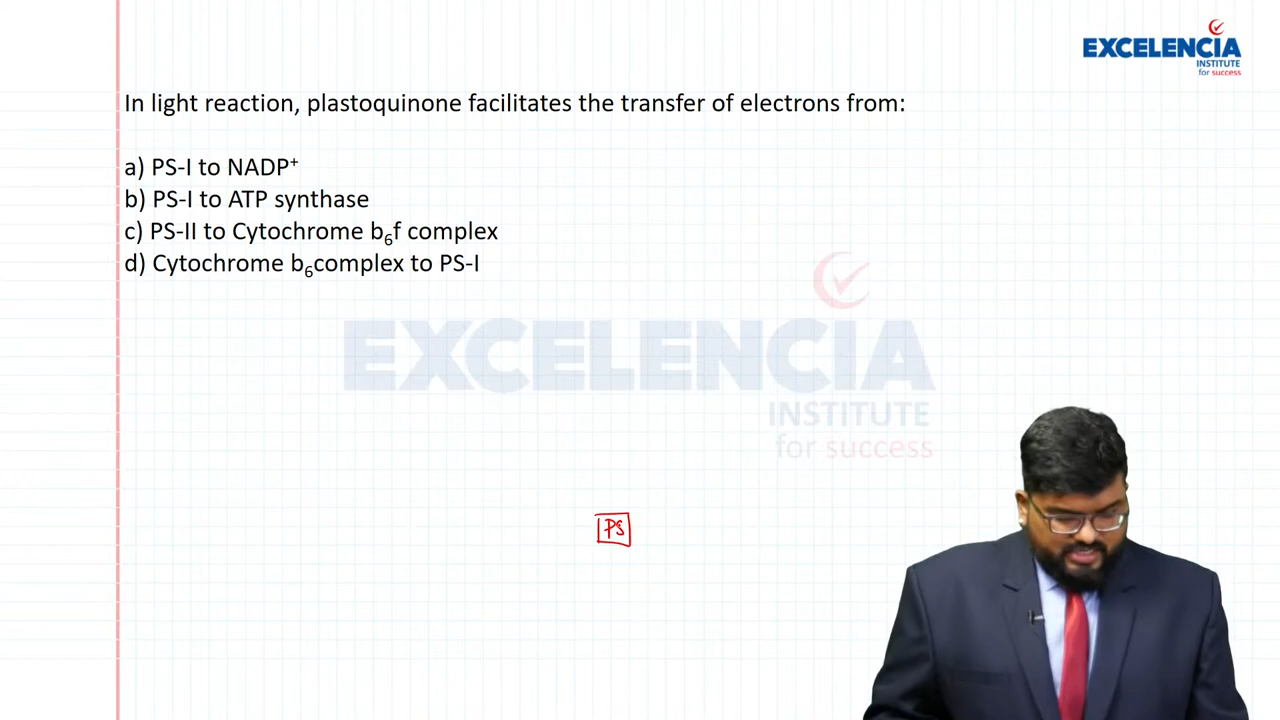 EXCELENCIA
INSTITUTE
for success
In light reaction, plastoquinone facilitates the transfer of electrons from:
a) PS-I to NADP⁺
b) PS-I to ATP synthase
c) PS-II to Cytochrome b₆f complex
d) Cytochrome b₆complex to PS-I
EXCELENCIA
INSTITUTE
for success
PS